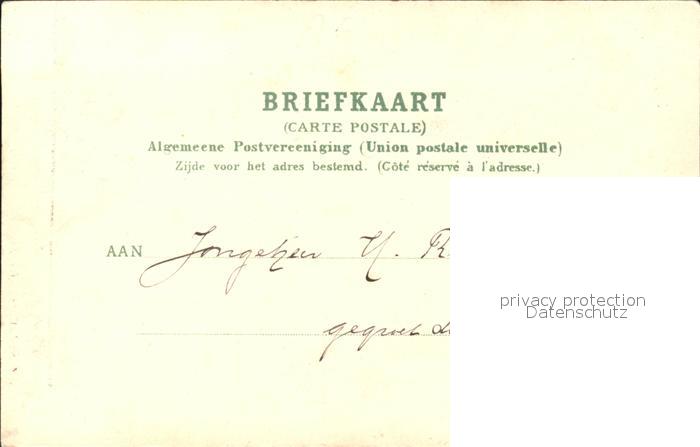 BRIEFKAART
(CARTE POSTALE)
Algemeene Postvereeniging (Union postale universelle)
Zijde voor het adres bestemd. (Côté réservé à l'adresse.)
AAN Jongeheer H. R.
privacy protection
Datenschutz
gegroet